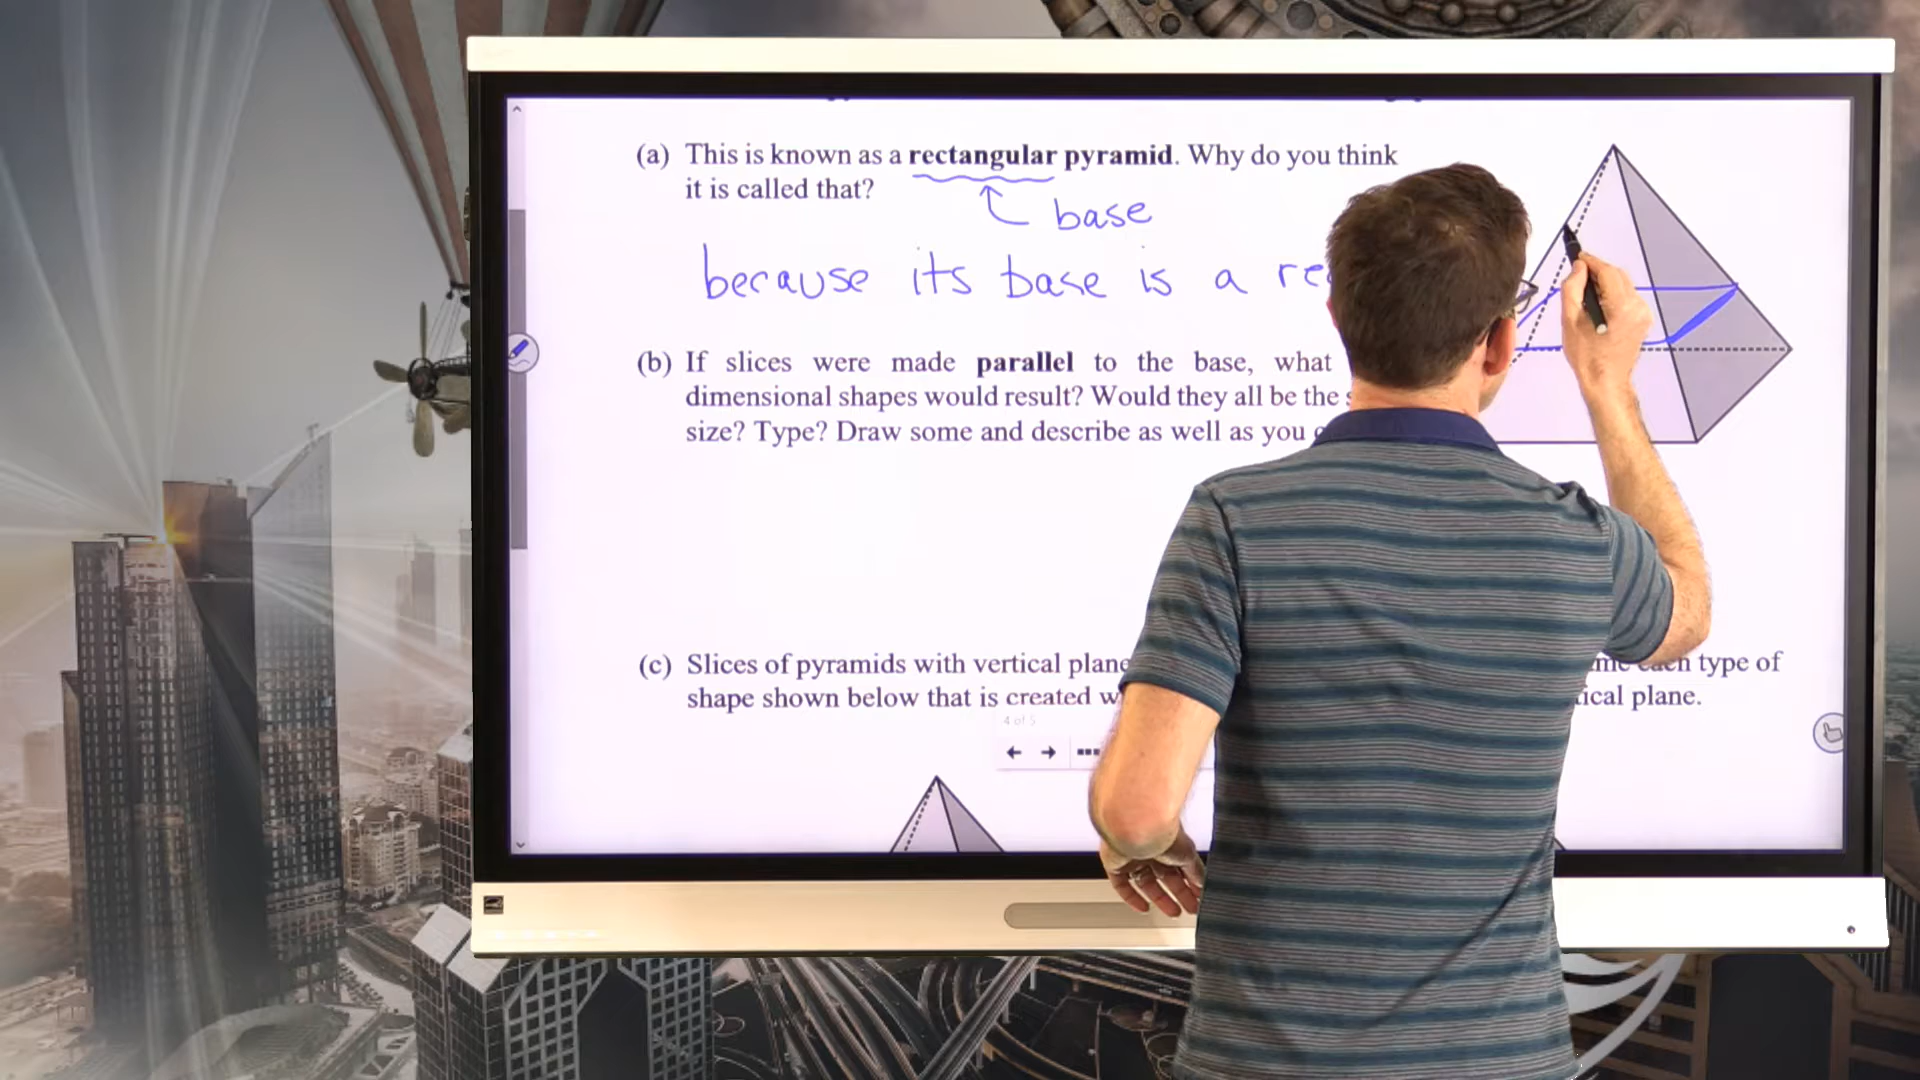 (a) This is known as a rectangular pyramid. Why do you think
it is called that?
base
because its base is a
(b) If slices were made parallel to the base, what
dimensional shapes would result? Would they all be the
size? Type? Draw some and describe as well as you
(c) Slices of pyramids with vertical each type of
shape shown below that is created plane.
4 of 5